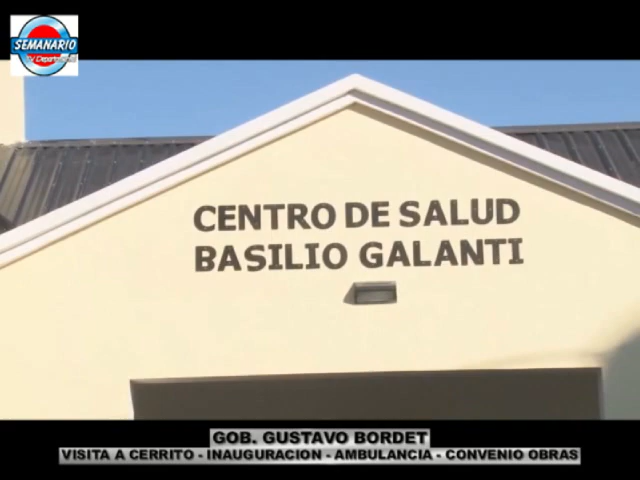 SEMANARIO
CENTRO DE SALUD
BASILIO GALANTI
GOB. GUSTAVO BORDET
VISITA A CERRITO - INAUGURACION - AMBULANCIA - CONVENIO OBRAS